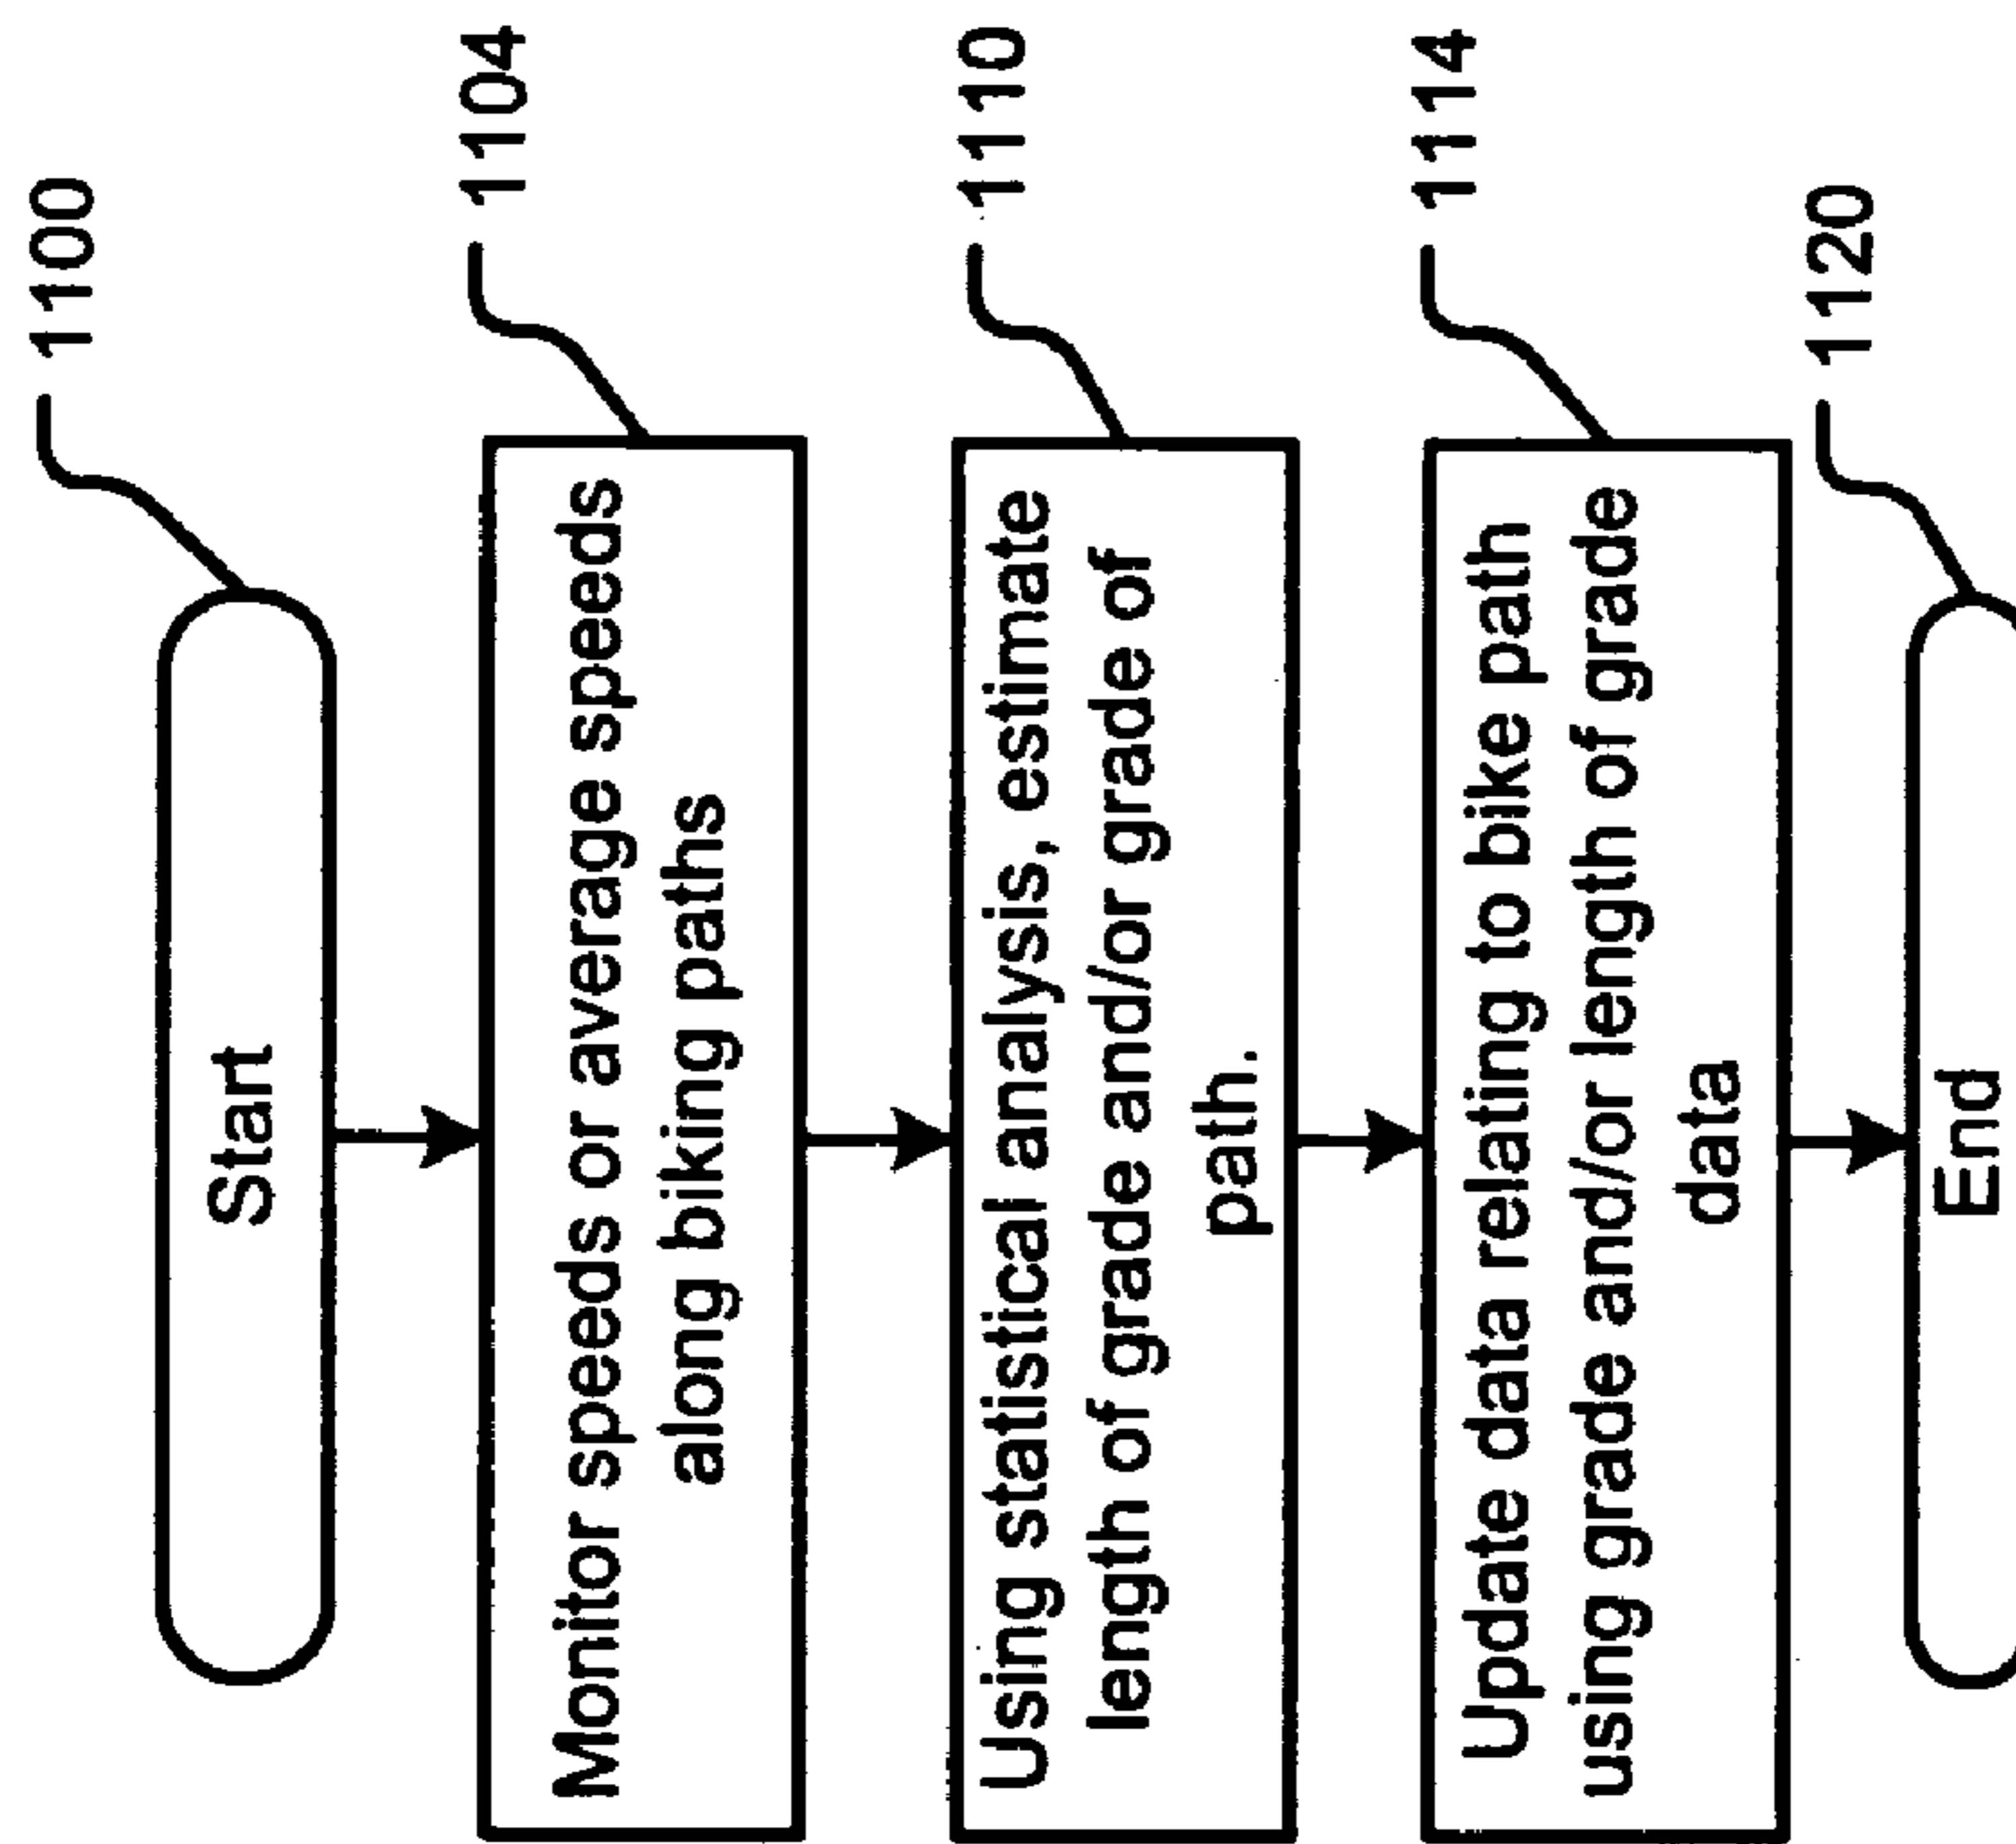 Start
1100
Monitor speeds or average speeds
along biking paths
1104
Using statistical analysis, estimate
length of grade and/or grade of
path.
1110
Update data relating to bike path
using grade and/or length of grade
data
1114
End
1120